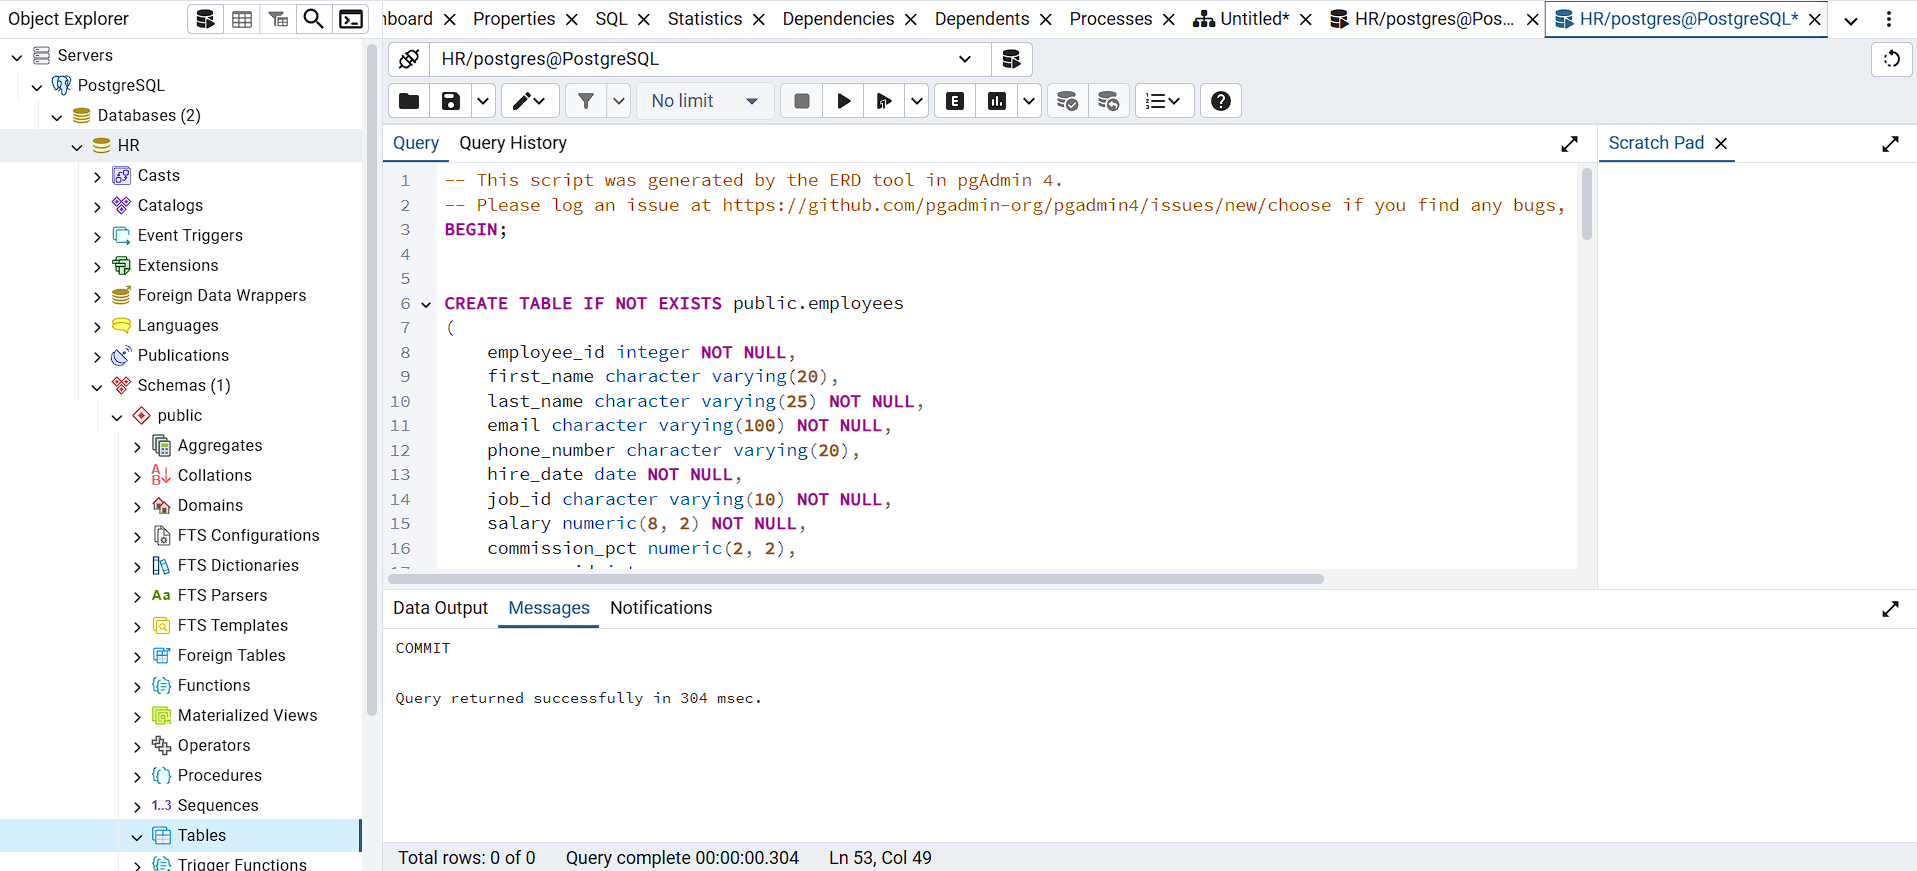 Object Explorer
Servers
PostgreSQL
Databases (2)
HR
Casts
Catalogs
Event Triggers
Extensions
Foreign Data Wrappers
Languages
Publications
Schemas (1)
public
Aggregates
Collations
Domains
FTS Configurations
FTS Dictionaries
Aa FTS Parsers
FTS Templates
Foreign Tables
Functions
Materialized Views
Operators
Procedures
1..3 Sequences
Tables
Trigger Functions
Properties SQL Statistics Dependencies Dependents Processes Untitled* HR/postgres@Pos... HR/postgres@PostgreSQL*
HR/postgres@PostgreSQL
No limit E
Query Query History
1 -- This script was generated by the ERD tool in pgAdmin 4.
2 -- Please log an issue at https://github.com/pgadmin-org/pgadmin4/issues/new/choose if you find any bugs,
3 BEGIN;
4
5
6 CREATE TABLE IF NOT EXISTS public.employees
7 (
8 employee_id integer NOT NULL,
9 first_name character varying(20),
10 last_name character varying(25) NOT NULL,
11 email character varying(100) NOT NULL,
12 phone_number character varying(20),
13 hire_date date NOT NULL,
14 job_id character varying(10) NOT NULL,
15 salary numeric(8, 2) NOT NULL,
16 commission_pct numeric(2, 2),
Scratch Pad
Data Output Messages Notifications
COMMIT
Query returned successfully in 304 msec.
Total rows: 0 of 0 Query complete 00:00:00.304 Ln 53, Col 49